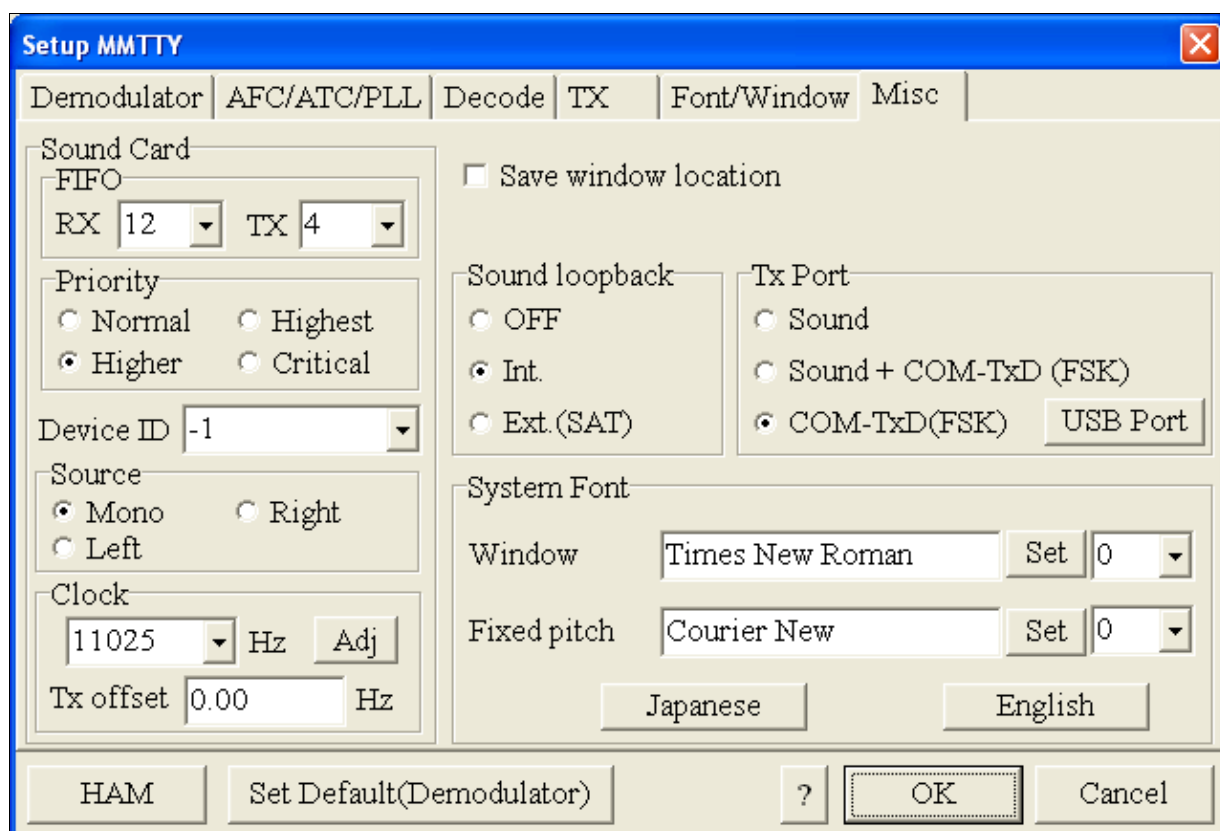 Setup MMTTY
Demodulator AFC/ATC/PLL Decode TX Font/Window Misc
Sound Card
FIFO
RX 12 TX 4
Priority
Normal Highest
Higher Critical
Device ID -1
Source
Mono Right
Left
Clock
11025 Hz Adj
Tx offset 0.00 Hz
Save window location
Sound loopback
OFF
Int.
Ext.(SAT)
Tx Port
Sound
Sound + COM-TxD (FSK)
COM-TxD(FSK) USB Port
System Font
Window Times New Roman Set 0
Fixed pitch Courier New Set 0
Japanese English
HAM Set Default(Demodulator) ? OK Cancel